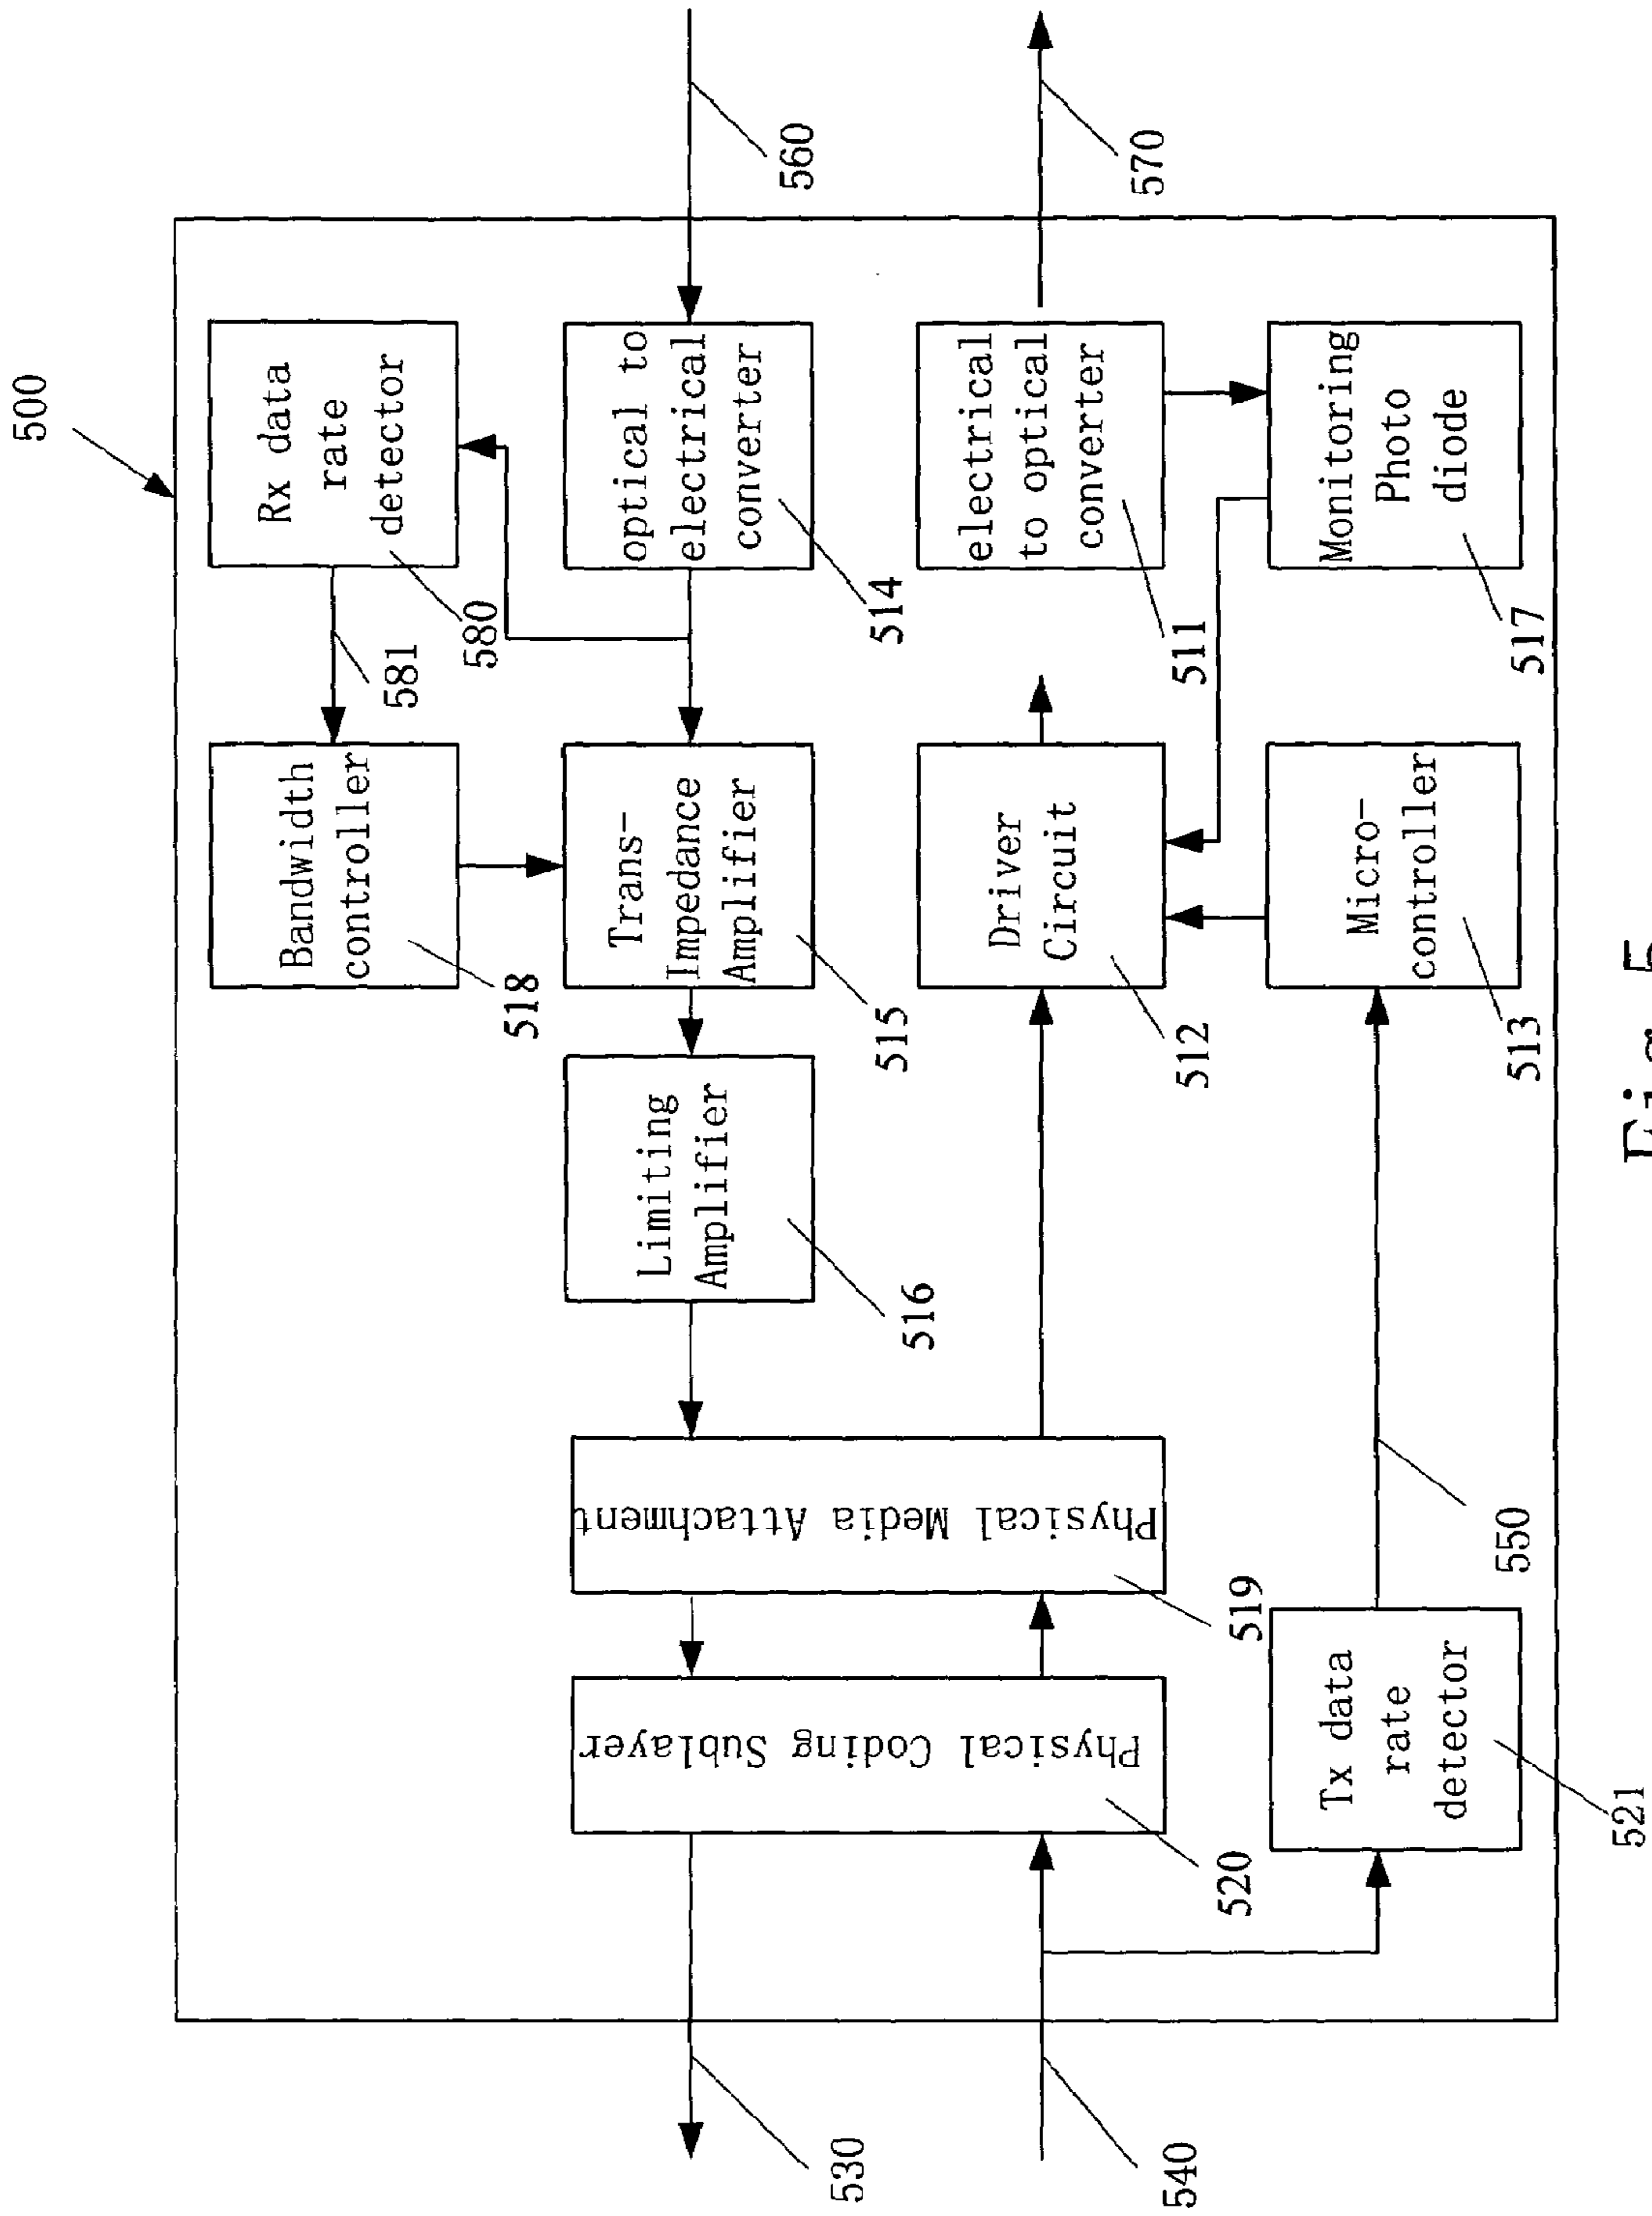 500
Rx data
rate
detector
580
581
Bandwidth
controller
518
560
optical to
electrical
converter
514
Trans-
Impedance
Amplifier
515
Limiting
Amplifier
516
570
electrical
to optical
converter
511
Driver
Circuit
512
Monitoring
Photo
diode
517
Micro-
controller
513
Physical Media Attachment
519
Physical Coding Sublayer
520
550
Tx data
rate
detector
521
530
540